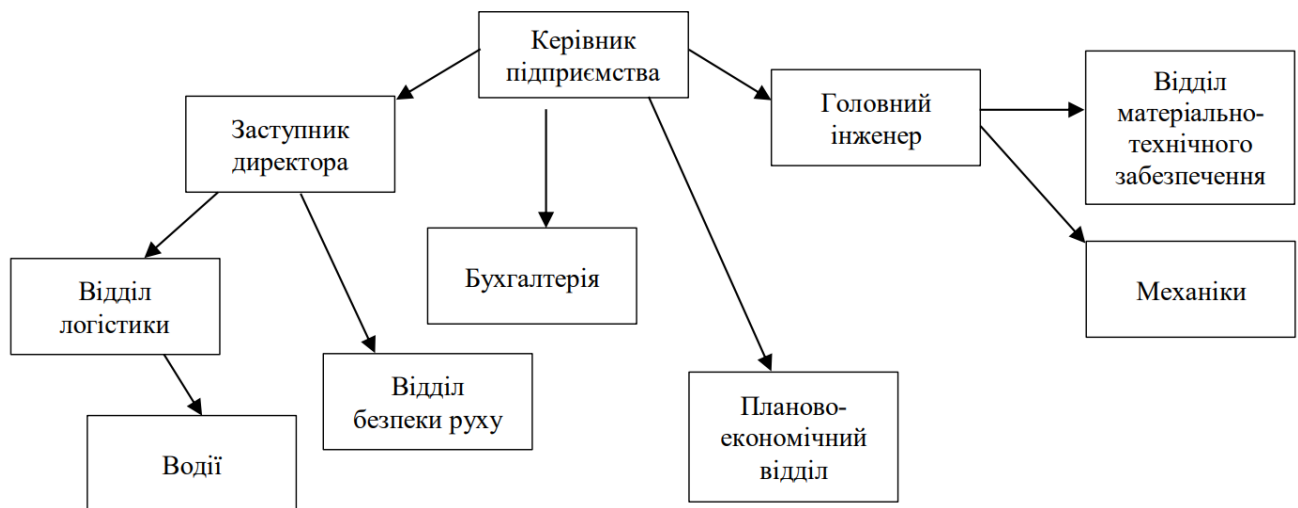 Керівник
підприємства
Заступник
директора
Головний
інженер
Відділ
матеріально-
технічного
забезпечення
Відділ
логістики
Бухгалтерія
Механіки
Відділ
безпеки руху
Планово-
економічний
відділ
Водії